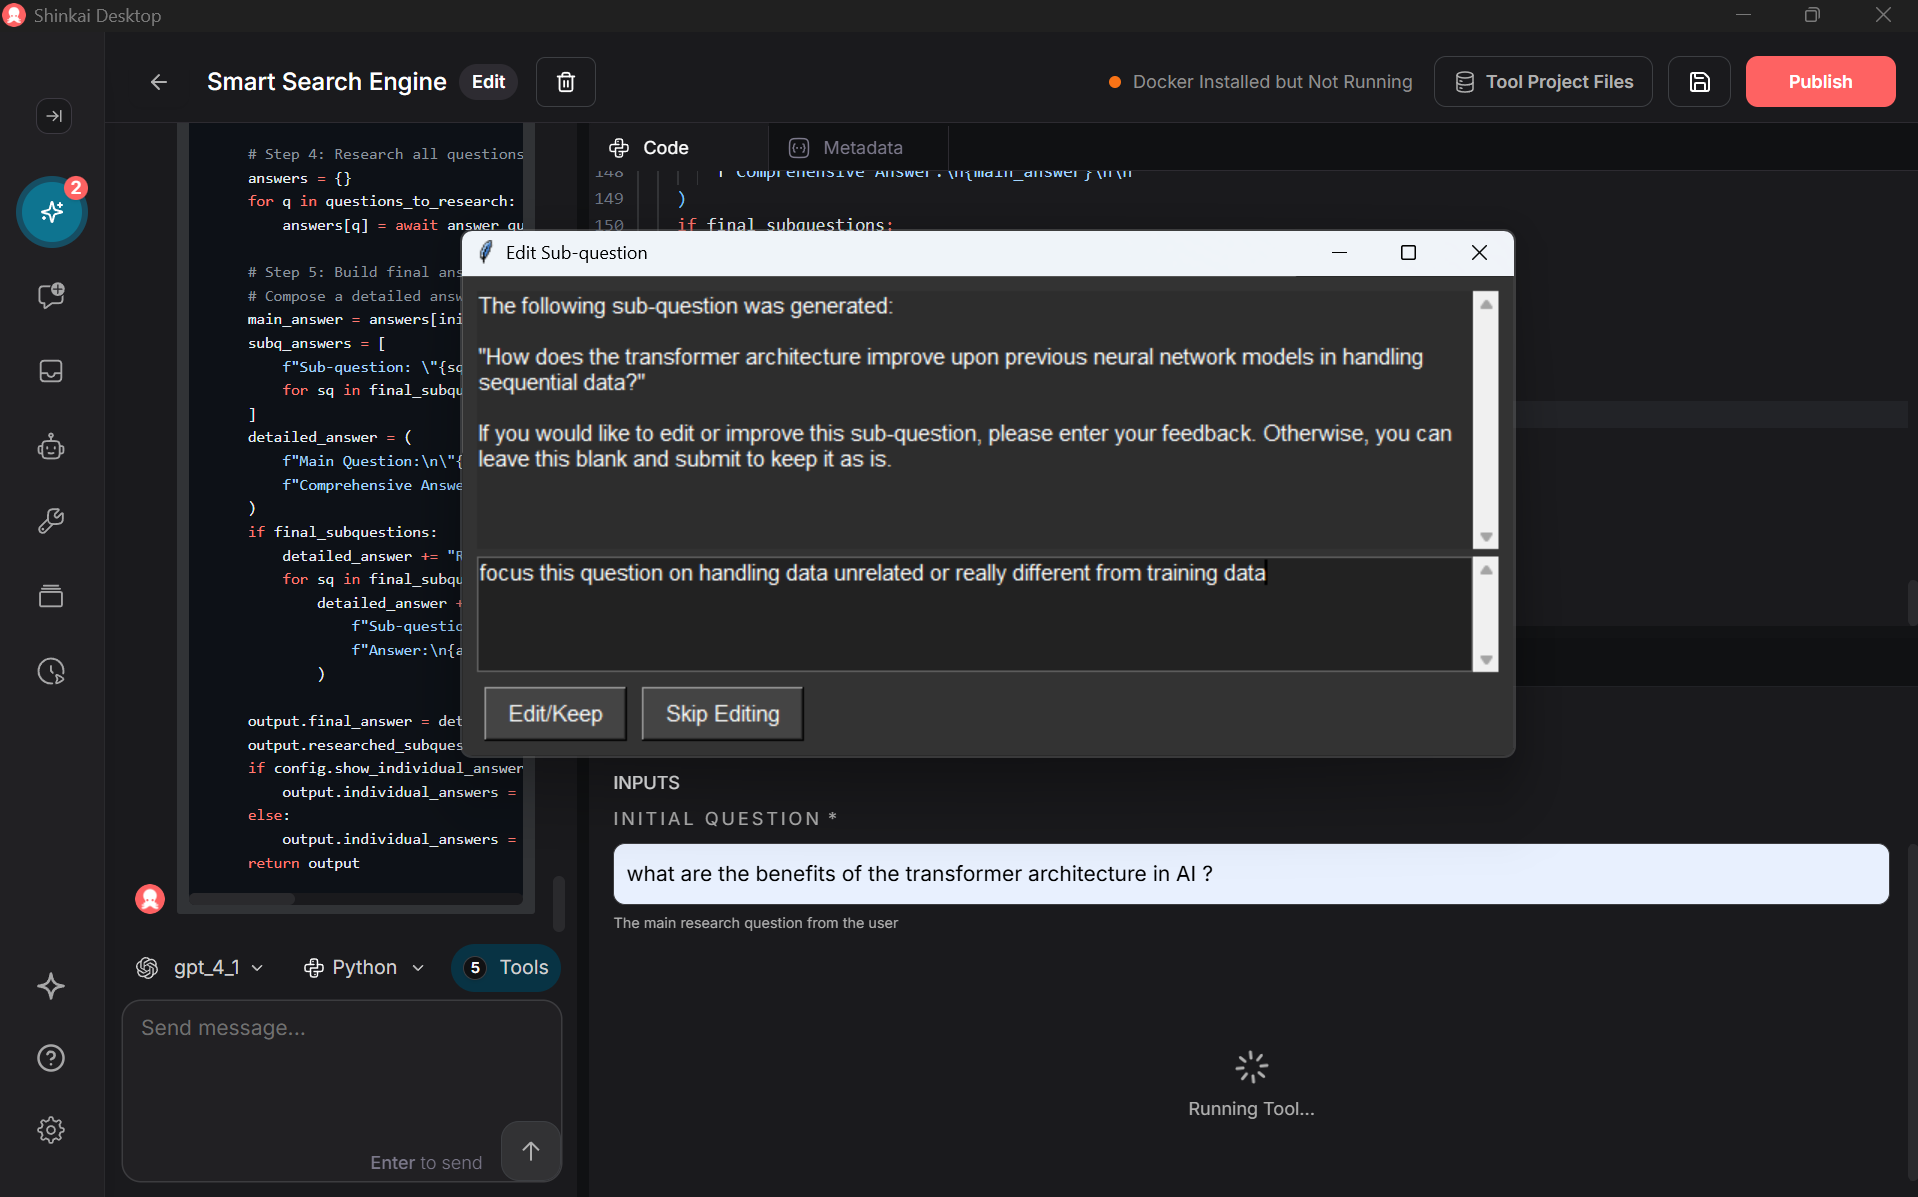 Shinkai Desktop
Smart Search Engine
Edit
Docker Installed but Not Running
Tool Project Files
Publish
2
# Step 4: Research all questions
answers = {}
for q in questions_to_research:
answers[q] = await answer_qu
# Step 5: Build final ans
# Compose a detailed answ
main_answer = answers[ini
subq_answers = [
f"Sub-question: \"{sq
for sq in final_subqu
]
detailed_answer = (
f"Main Question:\n\"{
f"Comprehensive Answe
)
if final_subquestions:
detailed_answer += "R
for sq in final_subqu
detailed_answer +
f"Sub-questio
f"Answer:\n{a
)
output.final_answer = det
output.researched_subques
if config.show_individual_answer
output.individual_answers =
else:
output.individual_answers =
return output
gpt_4_1
Python
5 Tools
Send message...
Enter to send
Code
Metadata
148 f"Comprehensive Answer:\n{main_answer}\n\n"
149 )
150 if final_subquestions:
Edit Sub-question
The following sub-question was generated:
"How does the transformer architecture improve upon previous neural network models in handling
sequential data?"
If you would like to edit or improve this sub-question, please enter your feedback. Otherwise, you can
leave this blank and submit to keep it as is.
focus this question on handling data unrelated or really different from training data
Edit/Keep
Skip Editing
INPUTS
INITIAL QUESTION *
what are the benefits of the transformer architecture in AI ?
The main research question from the user
Running Tool...